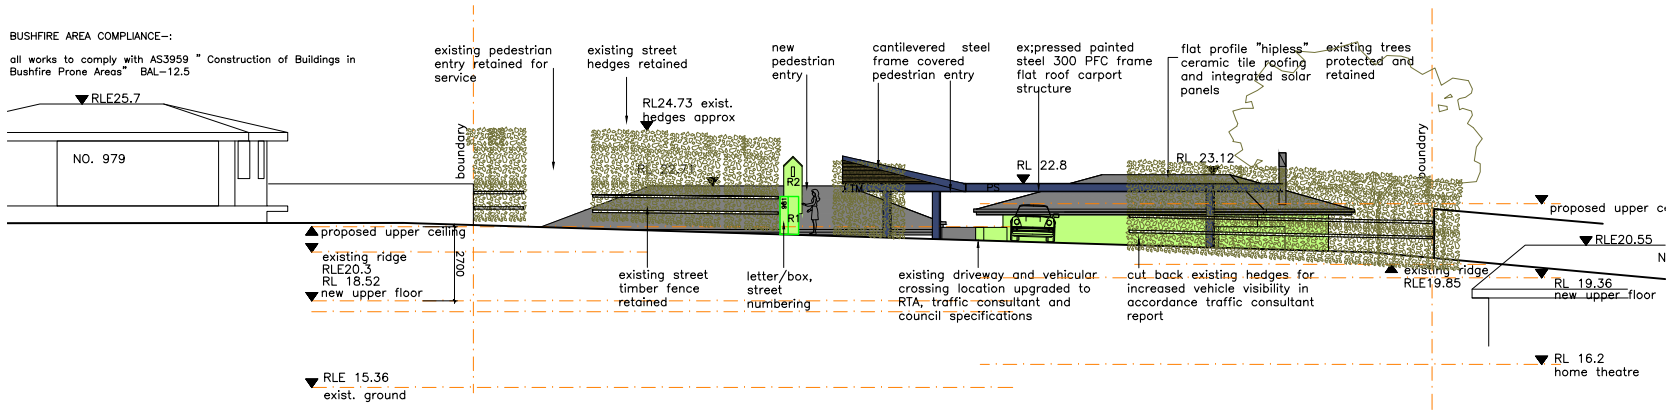 BUSHFIRE AREA COMPLIANCE-:
all works to comply with AS3959 " Construction of Buildings in
Bushfire Prone Areas" BAL-12.5
existing pedestrian
entry retained for
service
existing street
hedges retained
new
pedestrian
entry
cantilevered steel
frame covered
pedestrian entry
ex;pressed painted
steel 300 PFC frame
flat roof carport
structure
flat profile "hipless"
ceramic tile roofing
and integrated solar
panels
existing trees
protected and
retained
RLE25.7
RL24.73 exist.
hedges approx
boundary
boundary
NO. 979
RL 22.71
R2
R1
TM
RL 22.8
PS
RL 23.12
proposed upper ceiling
existing ridge
RLE20.3
RL 18.52
new upper floor
2700
existing street
timber fence
retained
letter/box,
street
numbering
existing driveway and vehicular
crossing location upgraded to
RTA, traffic consultant and
council specifications
cut back existing hedges for
increased vehicle visibility in
accordance traffic consultant
report
existing ridge
RLE19.85
proposed upper ce
RLE20.55
N
RL 19.36
new upper floor
RL 16.2
home theatre
RLE 15.36
exist. ground